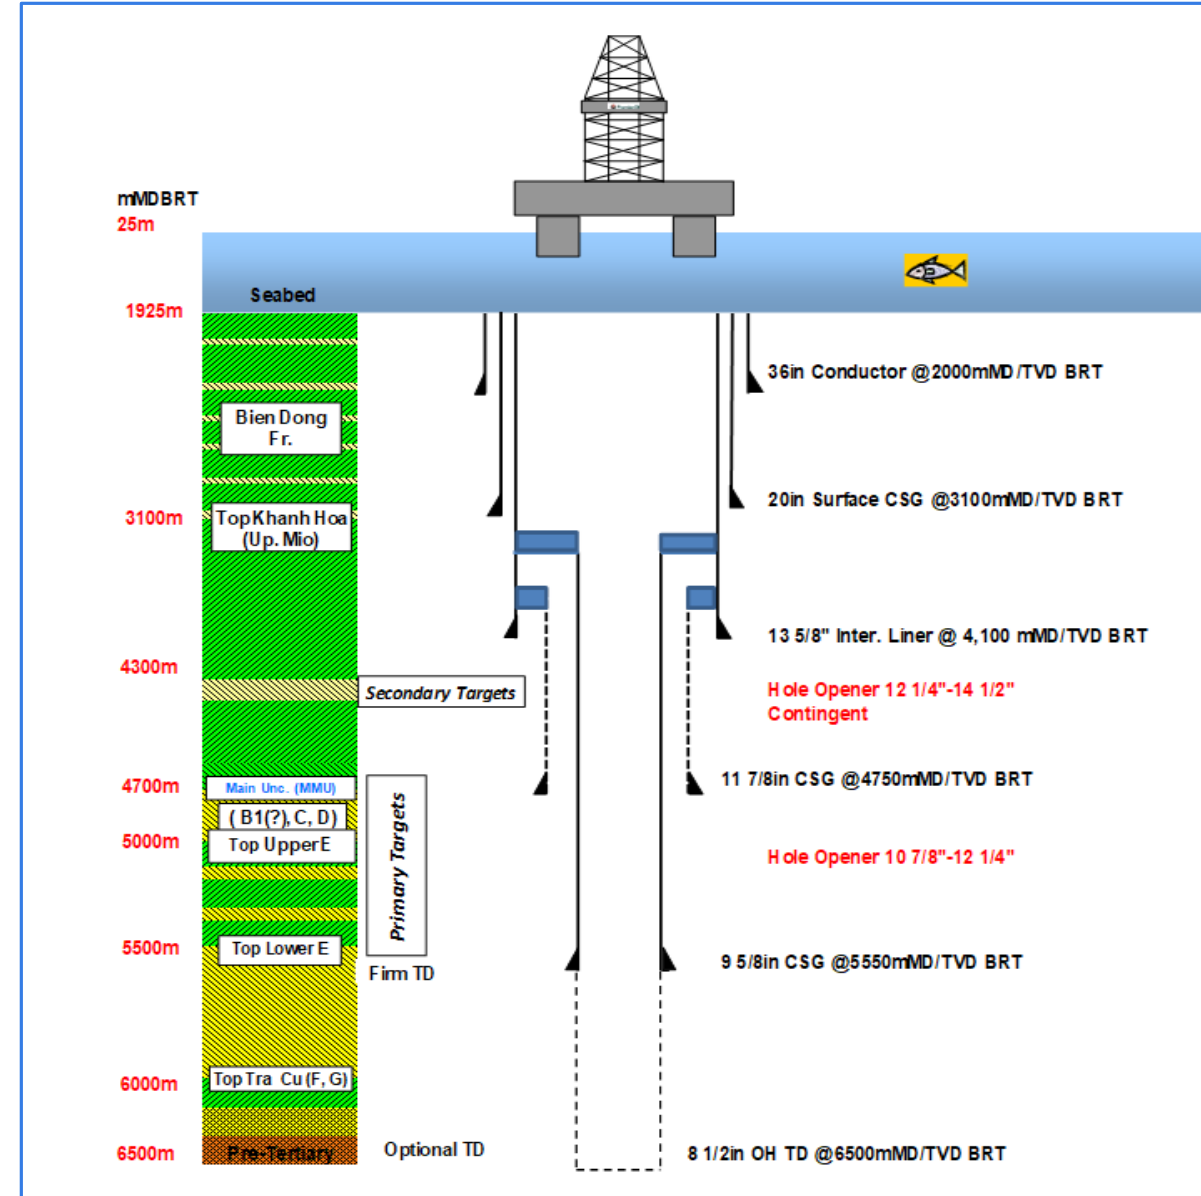 mMDBRT
25m
Seabed
1925m
36in Conductor @2000mMD/TVD BRT
Bien Dong
Fr.
20in Surface CSG @3100mMD/TVD BRT
3100m
Top Khanh Hoa
(Up. Mio)
13 5/8" Inter. Liner @ 4,100 mMD/TVD BRT
4300m
Secondary Targets
Hole Opener 12 1/4"-14 1/2"
Contingent
4700m
Main Unc. (MMU)
11 7/8in CSG @4750mMD/TVD BRT
( B1(?), C, D)
5000m
Top Upper E
Primary Targets
Hole Opener 10 7/8"-12 1/4"
5500m
Top Lower E
9 5/8in CSG @5550mMD/TVD BRT
Firm TD
6000m
Top Tra Cu (F, G)
6500m
Pre-Tertiary
Optional TD
8 1/2in OH TD @6500mMD/TVD BRT